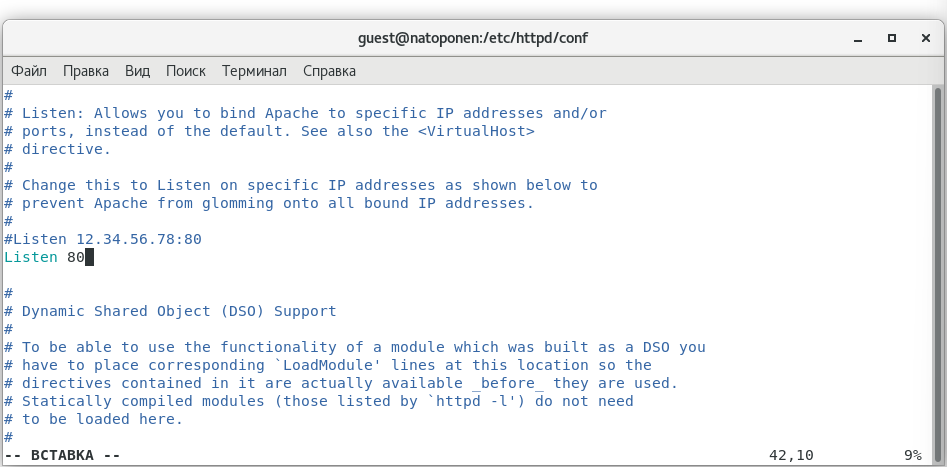 guest@natoponen:/etc/httpd/conf
Файл Правка Вид Поиск Терминал Справка
#
# Listen: Allows you to bind Apache to specific IP addresses and/or
# ports, instead of the default. See also the <VirtualHost>
# directive.
#
# Change this to Listen on specific IP addresses as shown below to
# prevent Apache from glomming onto all bound IP addresses.
#
#Listen 12.34.56.78:80
Listen 80
#
# Dynamic Shared Object (DSO) Support
#
# To be able to use the functionality of a module which was built as a DSO you
# have to place corresponding `LoadModule' lines at this location so the
# directives contained in it are actually available _before_ they are used.
# Statically compiled modules (those listed by `httpd -l') do not need
# to be loaded here.
#
-- ВСТАВКА -- 42,10 9%